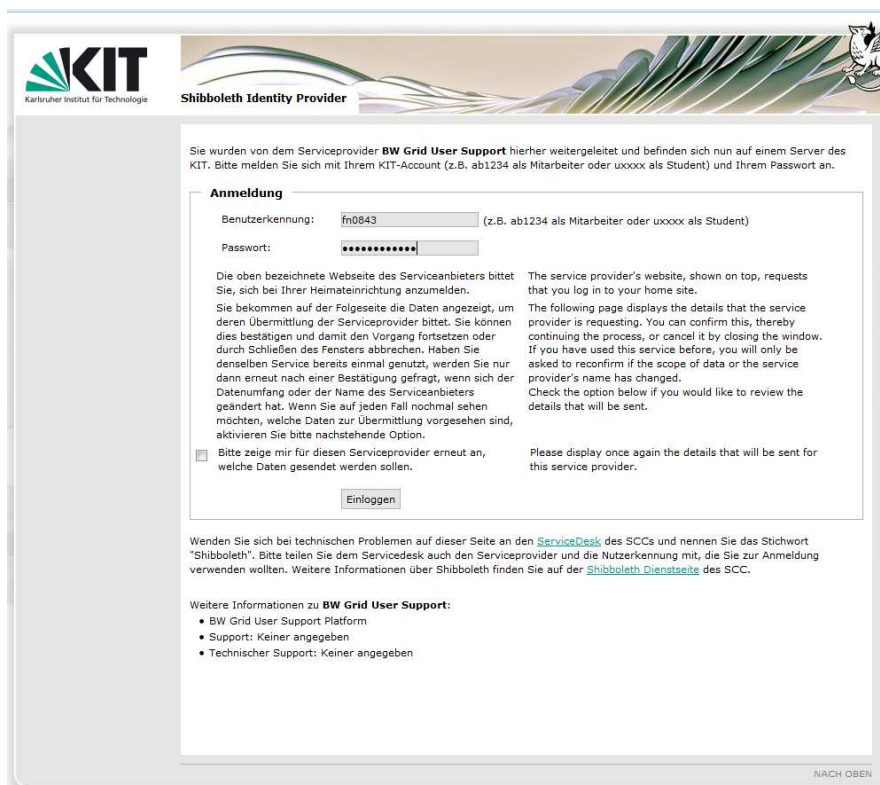 KIT
Karlsruher Institut für Technologie
Shibboleth Identity Provider
Sie wurden von dem Serviceprovider BW Grid User Support hierher weitergeleitet und befinden sich nun auf einem Server des
KIT. Bitte melden Sie sich mit Ihrem KIT-Account (z.B. ab1234 als Mitarbeiter oder uxxxx als Student) und Ihrem Passwort an.
Anmeldung
Benutzerkennung: fn0843 (z.B. ab1234 als Mitarbeiter oder uxxxx als Student)
Passwort: ●●●●●●●●●●●●
Die oben bezeichnete Webseite des Serviceanbieters bittet
Sie, sich bei Ihrer Heimateinrichtung anzumelden.
The service provider's website, shown on top, requests
that you log in to your home site.
Sie bekommen auf der Folgeseite die Daten angezeigt, um
deren Übermittlung der Serviceprovider bittet. Sie können
dies bestätigen und damit den Vorgang fortsetzen oder
durch Schließen des Fensters abbrechen. Haben Sie
denselben Service bereits einmal genutzt, werden Sie nur
dann erneut nach einer Bestätigung gefragt, wenn sich der
Datenumfang oder der Name des Serviceanbieters
geändert hat. Wenn Sie auf jeden Fall nochmal sehen
möchten, welche Daten zur Übermittlung vorgesehen sind,
aktivieren Sie bitte nachstehende Option.
The following page displays the details that the service
provider is requesting. You can confirm this, thereby
continuing the process, or cancel it by closing the window.
If you have used this service before, you will only be
asked to reconfirm if the scope of data or the service
provider's name has changed.
Check the option below if you would like to review the
details that will be sent.
Bitte zeige mir für diesen Serviceprovider erneut an,
welche Daten gesendet werden sollen.
Please display once again the details that will be sent for
this service provider.
Einloggen
Wenden Sie sich bei technischen Problemen auf dieser Seite an den ServiceDesk des SCCs und nennen Sie das Stichwort
"Shibboleth". Bitte teilen Sie dem Servicedesk auch den Serviceprovider und die Nutzerkennung mit, die Sie zur Anmeldung
verwenden wollten. Weitere Informationen über Shibboleth finden Sie auf der Shibboleth Dienstseite des SCC.
Weitere Informationen zu BW Grid User Support:
● BW Grid User Support Platform
● Support: Keiner angegeben
● Technischer Support: Keiner angegeben
NACH OBEN